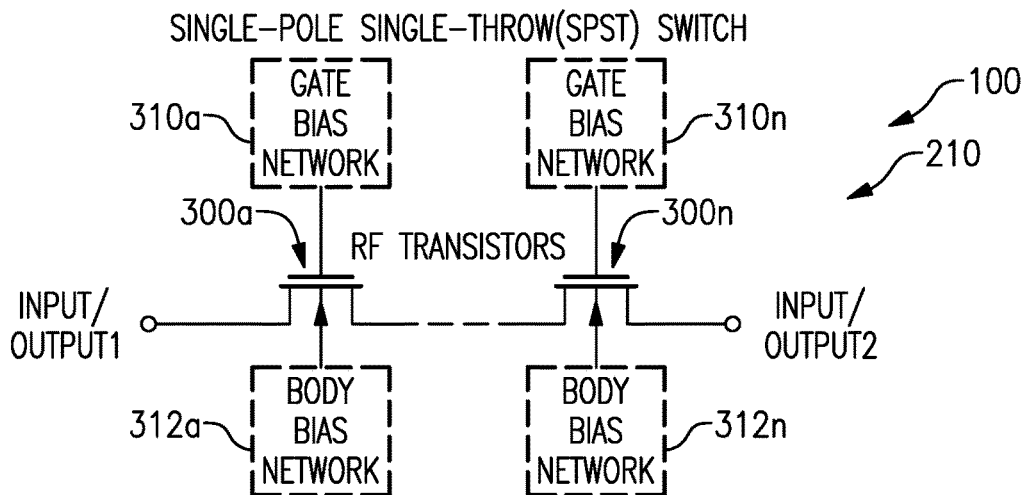 SINGLE-POLE SINGLE-THROW(SPST) SWITCH
GATE
BIAS
NETWORK
310a
GATE
BIAS
NETWORK
310n
100
210
300a
RF TRANSISTORS
300n
INPUT/
OUTPUT1
INPUT/
OUTPUT2
BODY
BIAS
NETWORK
312a
BODY
BIAS
NETWORK
312n